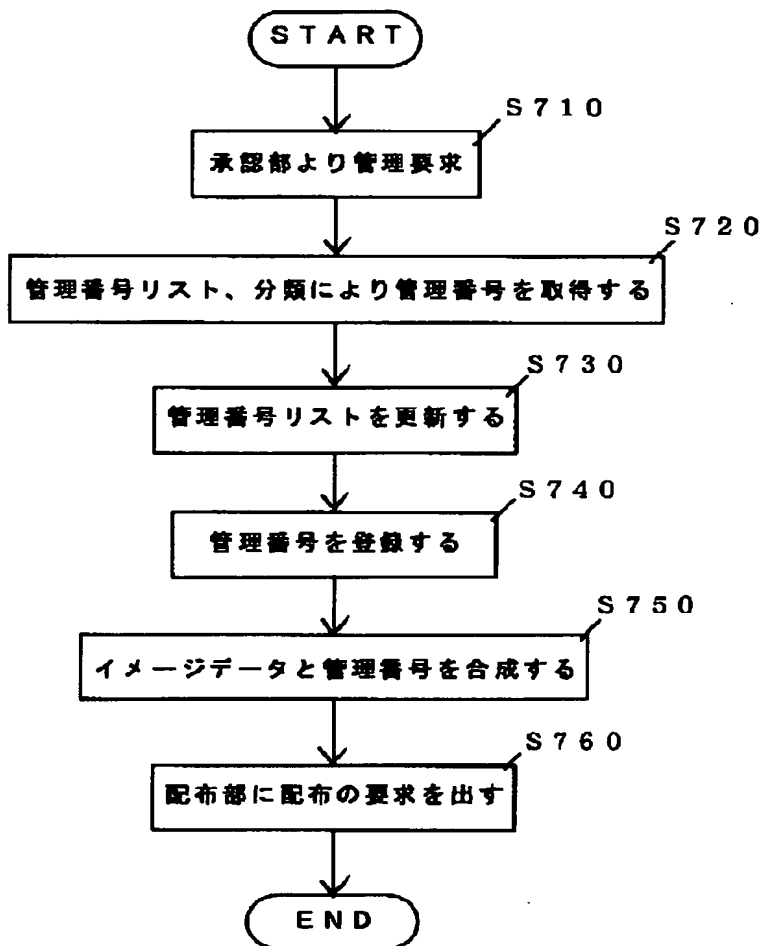 START
S710
承認部より管理要求
S720
管理番号リスト、分類により管理番号を取得する
S730
管理番号リストを更新する
S740
管理番号を登録する
S750
イメージデータと管理番号を合成する
S760
配布部に配布の要求を出す
END